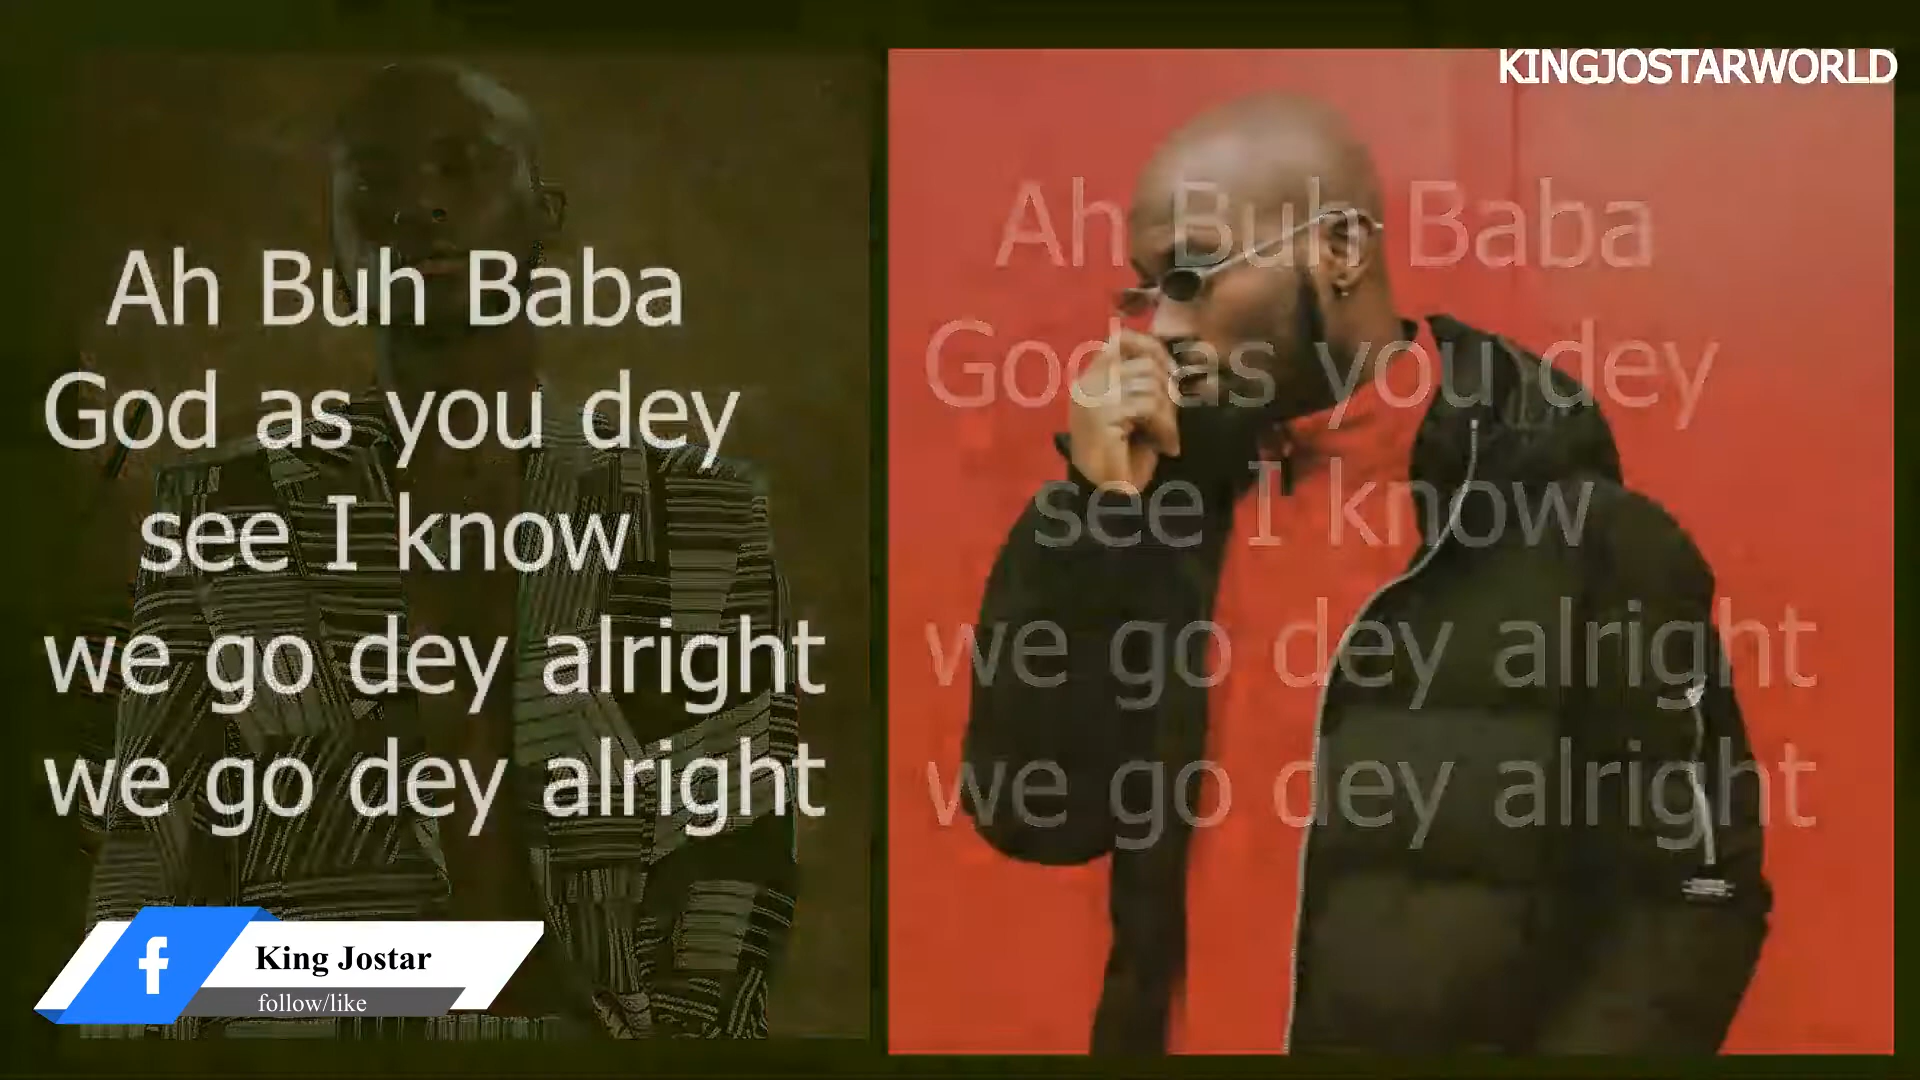 KINGJOSTARWORLD
Ah Buh Baba
God as you dey
see I know
we go dey alright
we go dey alright
Ah Buh Baba
God as you dey
see I know
we go dey alright
we go dey alright
King Jostar
follow/like